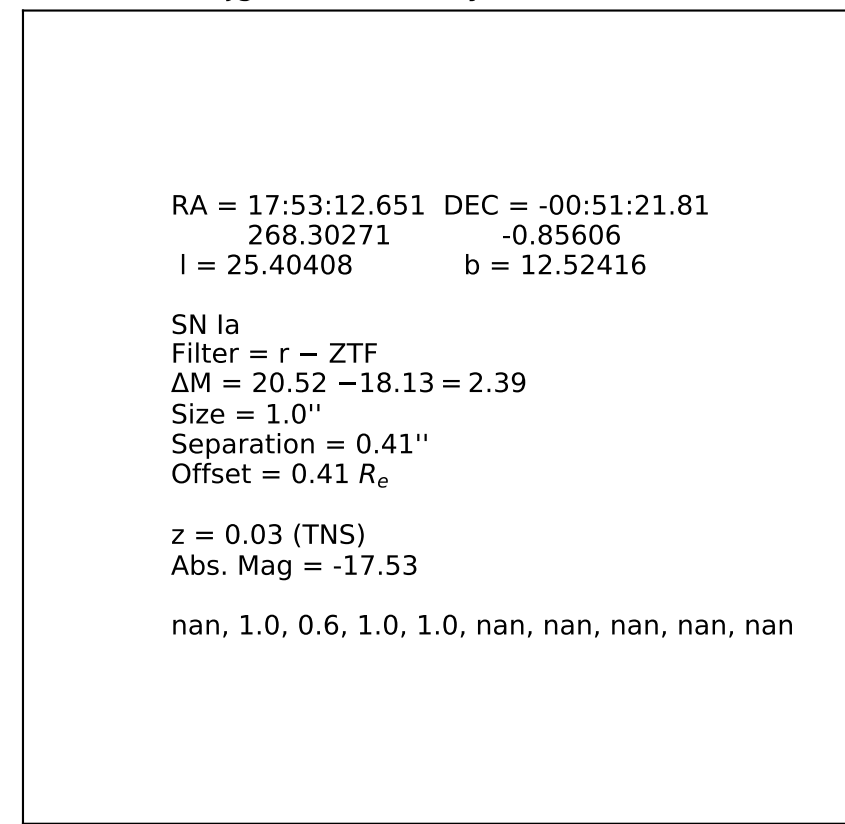 RA = 17:53:12.651 DEC = -00:51:21.81
268.30271 -0.85606
l = 25.40408 b = 12.52416
SN Ia
Filter = r − ZTF
ΔM = 20.52 −18.13 = 2.39
Size = 1.0''
Separation = 0.41''
Offset = 0.41 Re
z = 0.03 (TNS)
Abs. Mag = -17.53
nan, 1.0, 0.6, 1.0, 1.0, nan, nan, nan, nan, nan